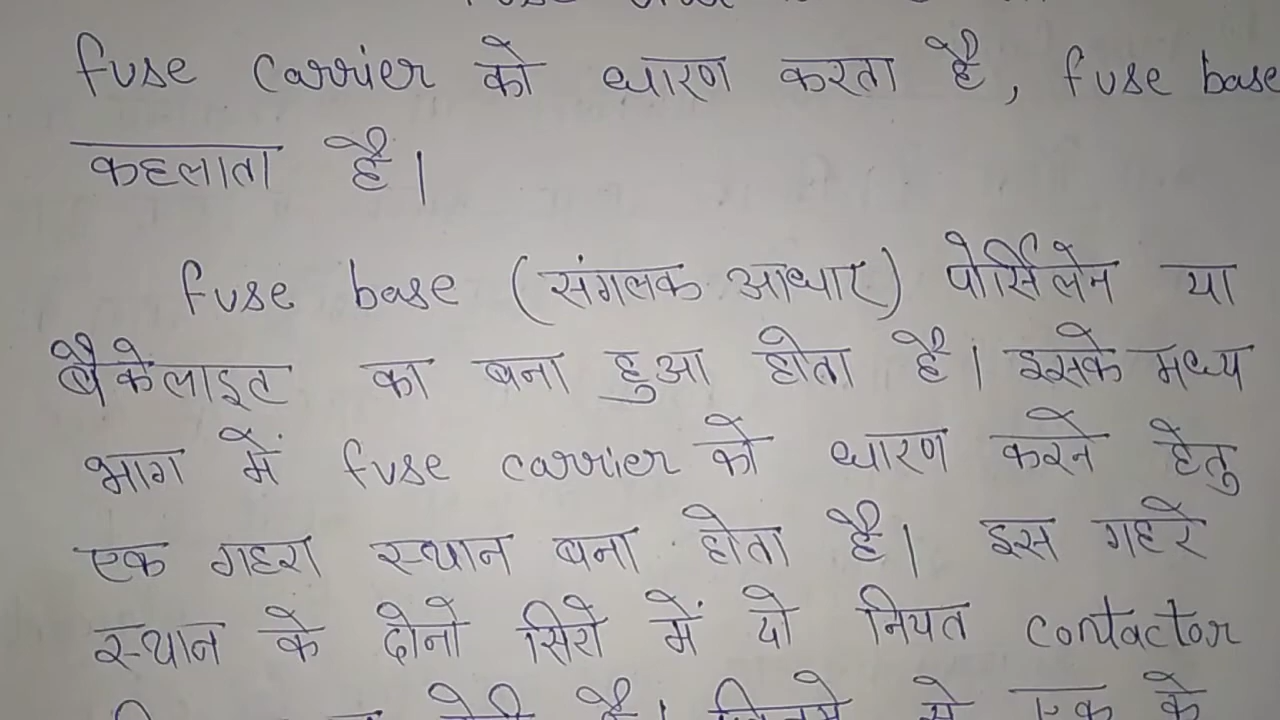 fuse carrier को धारण करता है, fuse base
कहलाता है।
fuse base (संगलक आधार) पोर्सिलेन या
बैकेलाइट का बना हुआ होता है। इसके मध्य
भाग में fuse carrier को धारण करने हेतु
एक गहरा स्थान बना होता है। इस गहरे
स्थान के दोनो सिरो में दो नियत contactor
है। एक के